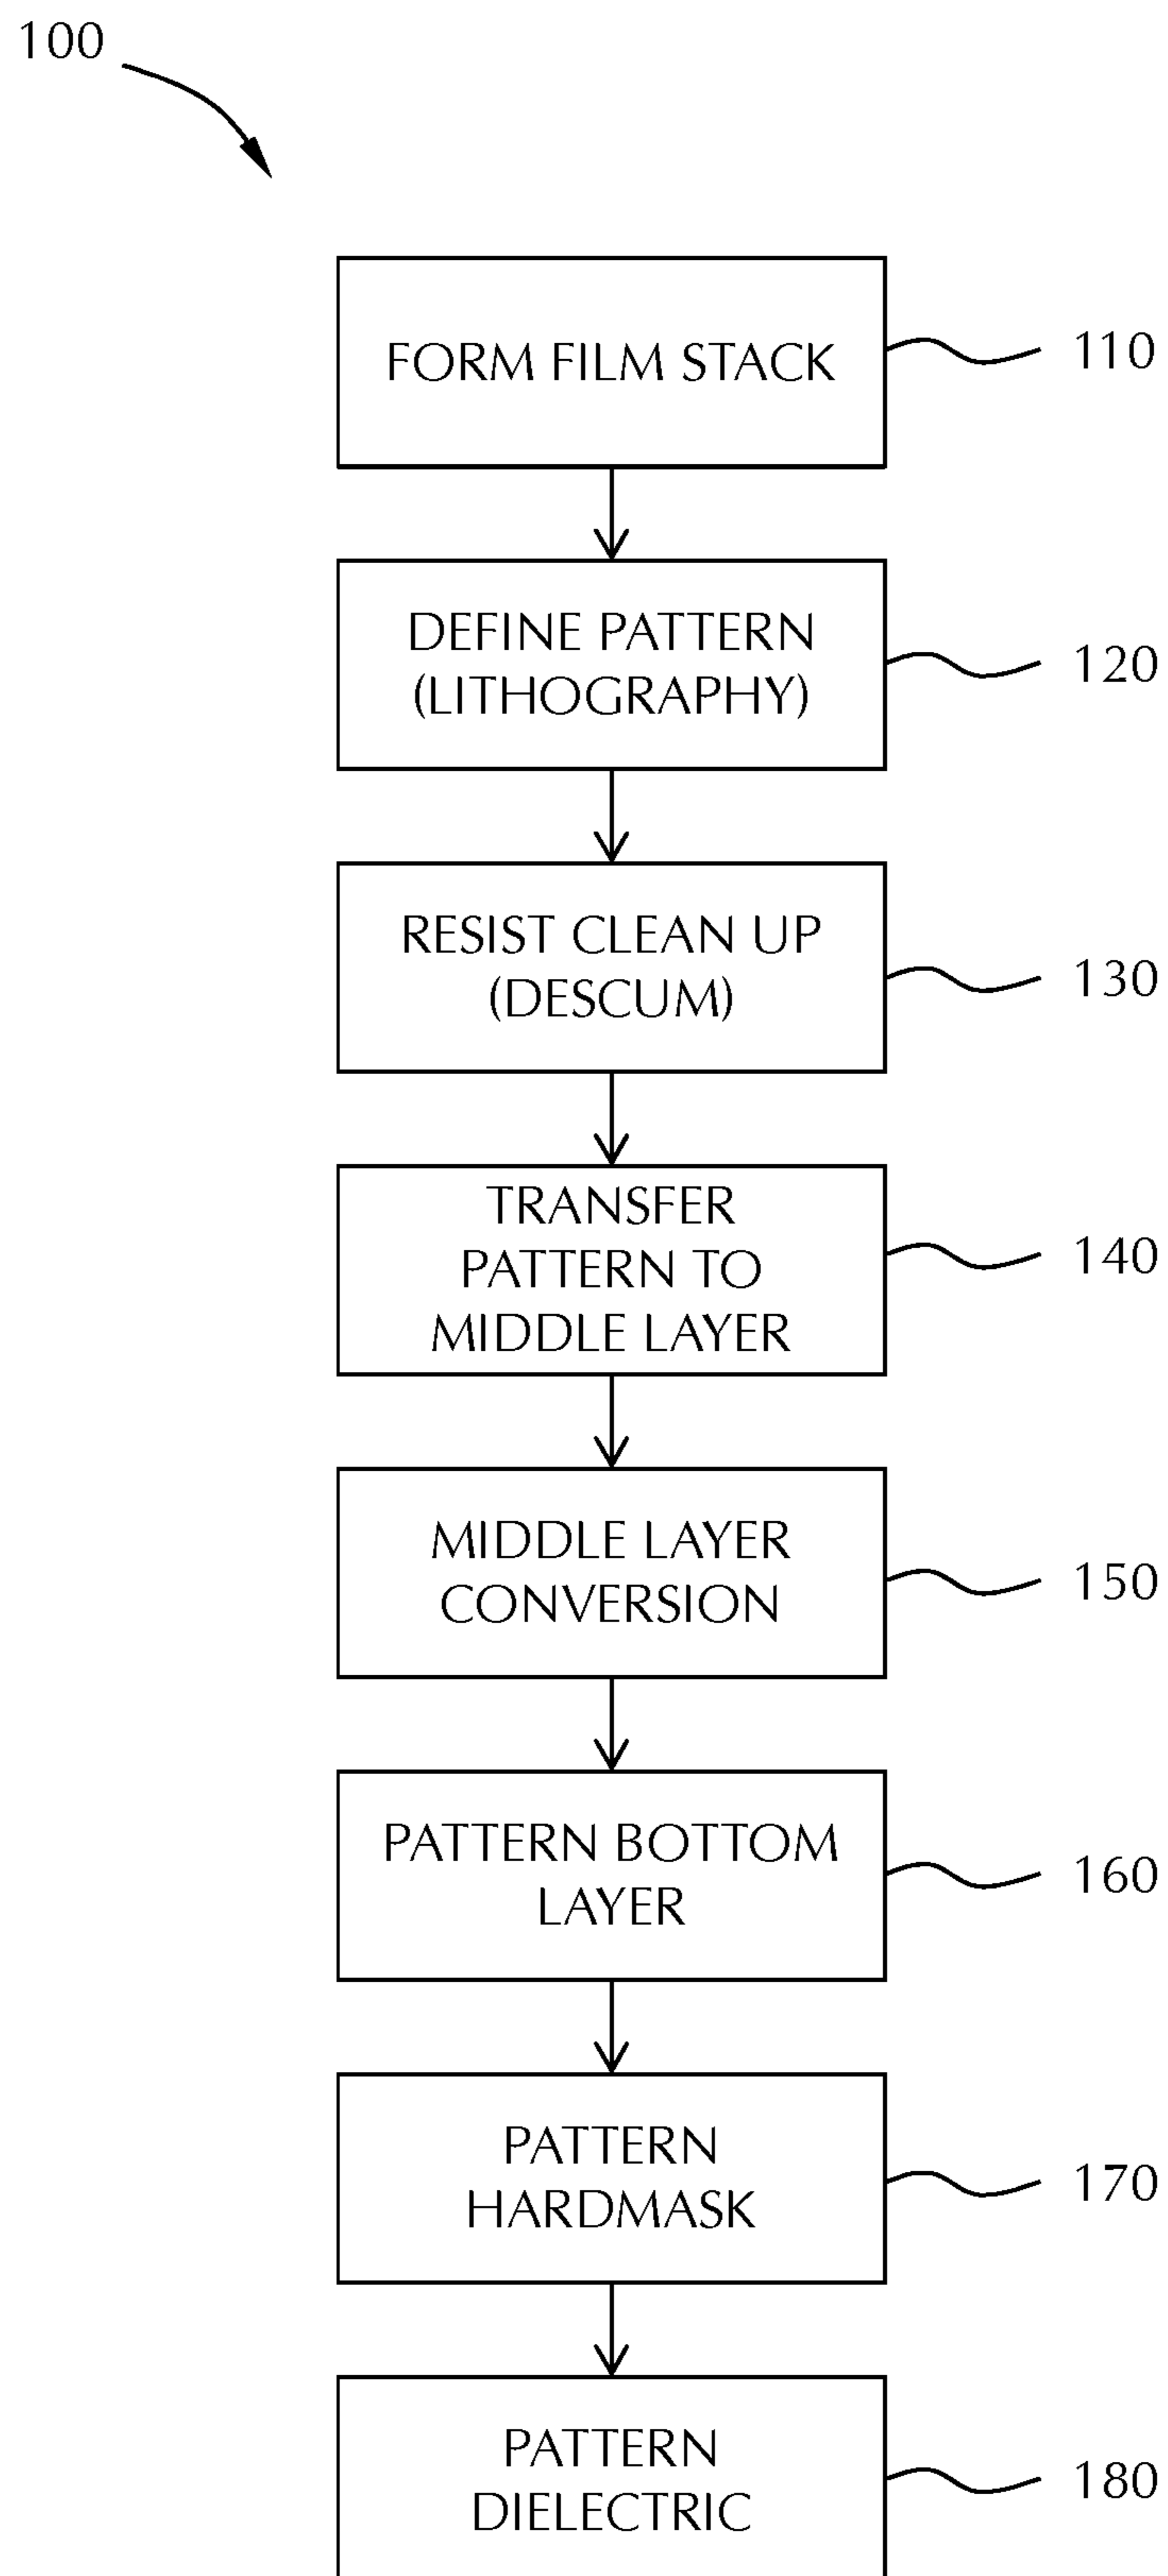 100
FORM FILM STACK
110
DEFINE PATTERN
(LITHOGRAPHY)
120
RESIST CLEAN UP
(DESCUM)
130
TRANSFER
PATTERN TO
MIDDLE LAYER
140
MIDDLE LAYER
CONVERSION
150
PATTERN BOTTOM
LAYER
160
PATTERN
HARDMASK
170
PATTERN
DIELECTRIC
180